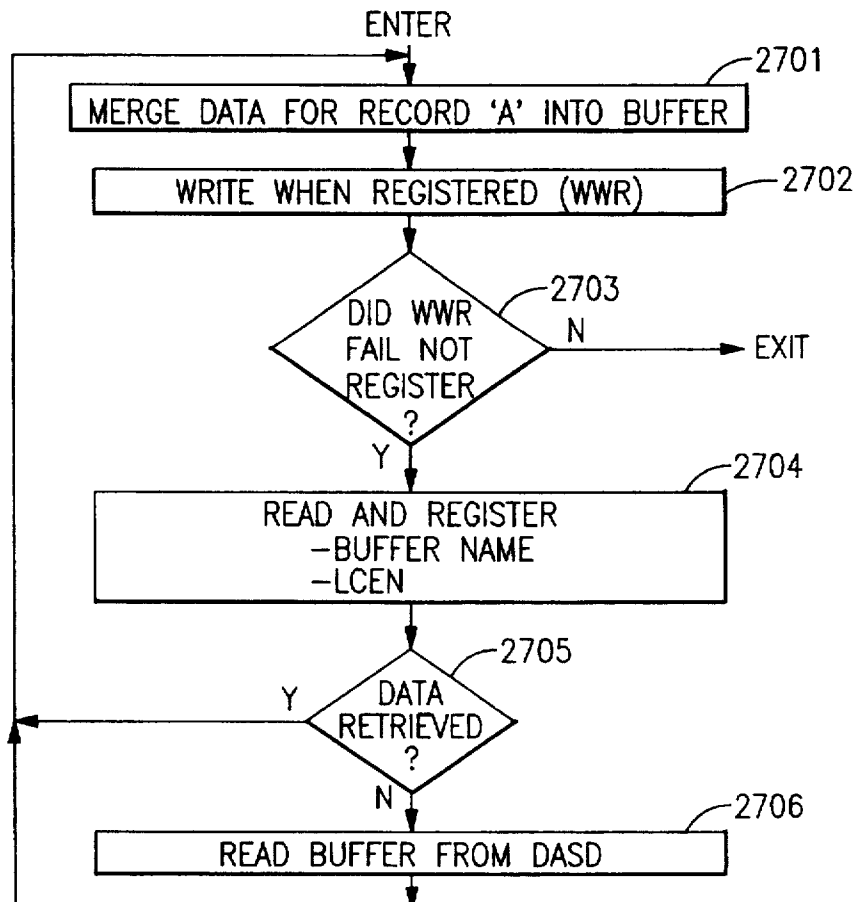 ENTER
2701
MERGE DATA FOR RECORD 'A' INTO BUFFER
2702
WRITE WHEN REGISTERED (WWR)
2703
DID WWR
FAIL NOT
REGISTER
?
N
EXIT
Y
2704
READ AND REGISTER
-BUFFER NAME
-LCEN
2705
Y
DATA
RETRIEVED
?
N
2706
READ BUFFER FROM DASD